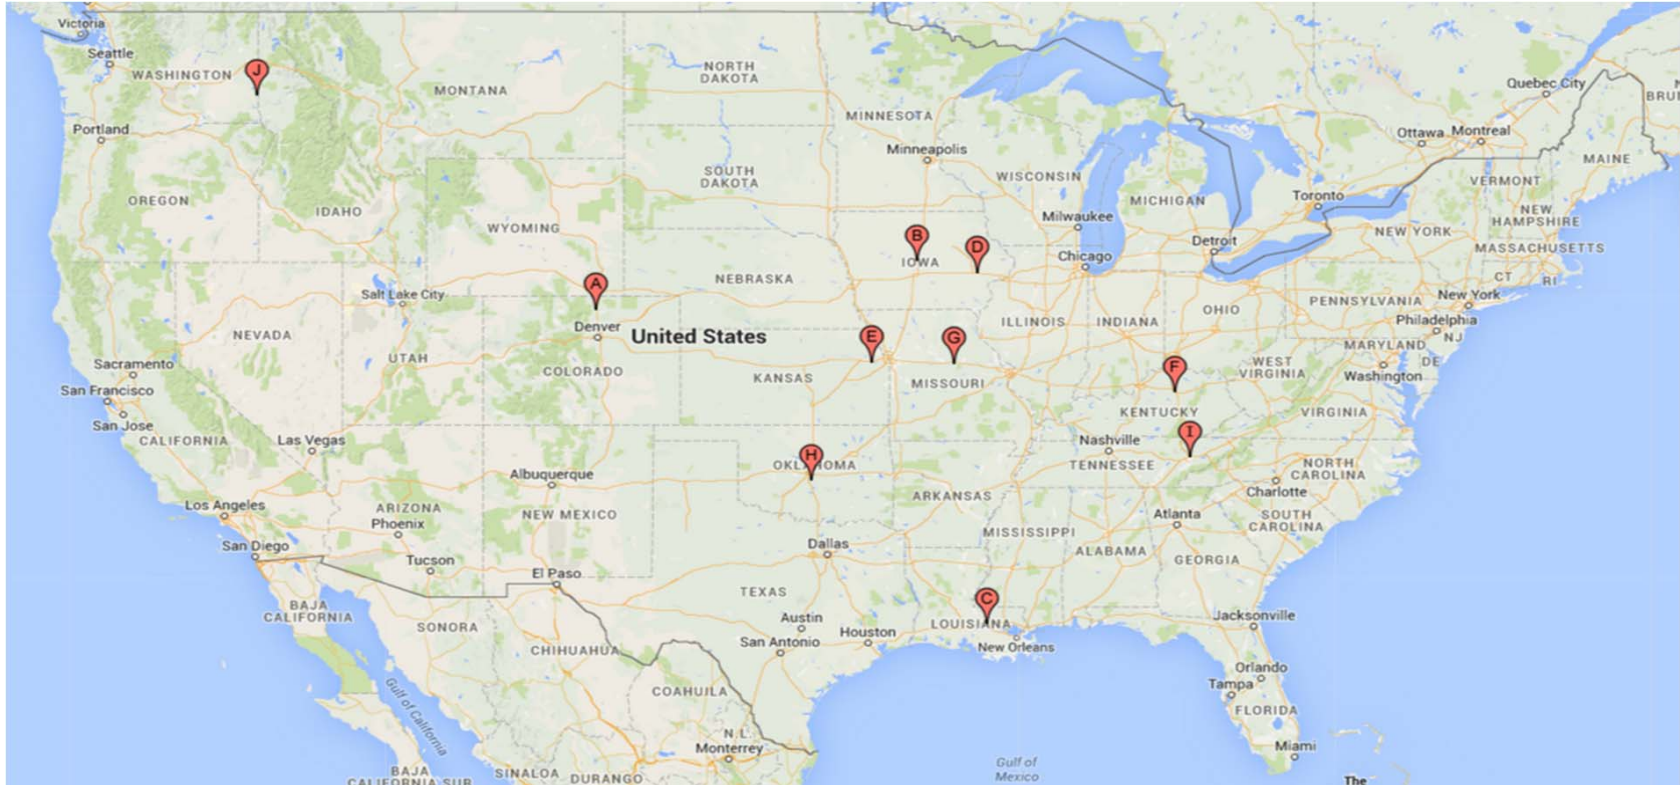 Victoria
Seattle
WASHINGTON
J
MONTANA
NORTH
DAKOTA
MINNESOTA
Quebec City
Portland
Minneapolis
Ottawa
Montreal
MAINE
OREGON
IDAHO
SOUTH
DAKOTA
WISCONSIN
MICHIGAN
Toronto
VERMONT
NEW
HAMPSHIRE
WYOMING
Milwaukee
NEW YORK
MASSACHUSETTS
B
D
IOWA
Chicago
Detroit
CT
RI
A
Salt Lake City
NEBRASKA
OHIO
PENNSYLVANIA
New York
NEVADA
Denver
United States
ILLINOIS
INDIANA
Philadelphia
NJ
E
G
UTAH
COLORADO
KANSAS
MISSOURI
F
WEST
VIRGINIA
MARYLAND
DE
Washington
Sacramento
San Francisco
San Jose
CALIFORNIA
Las Vegas
KENTUCKY
VIRGINIA
I
Nashville
TENNESSEE
H
OKLAHOMA
Albuquerque
NORTH
CAROLINA
Charlotte
Los Angeles
ARIZONA
Phoenix
NEW MEXICO
ARKANSAS
Atlanta
SOUTH
CAROLINA
San Diego
Tucson
El Paso
Dallas
MISSISSIPPI
ALABAMA
GEORGIA
BAJA
CALIFORNIA
SONORA
CHIHUAHUA
TEXAS
Austin
San Antonio
Houston
C
LOUISIANA
New Orleans
Jacksonville
Gulf of California
COAHUILA
Orlando
Tampa
FLORIDA
N.L.
Monterrey
Miami
Gulf of
Mexico
BAJA
CALIFORNIA SUR
SINALOA
DURANGO
The